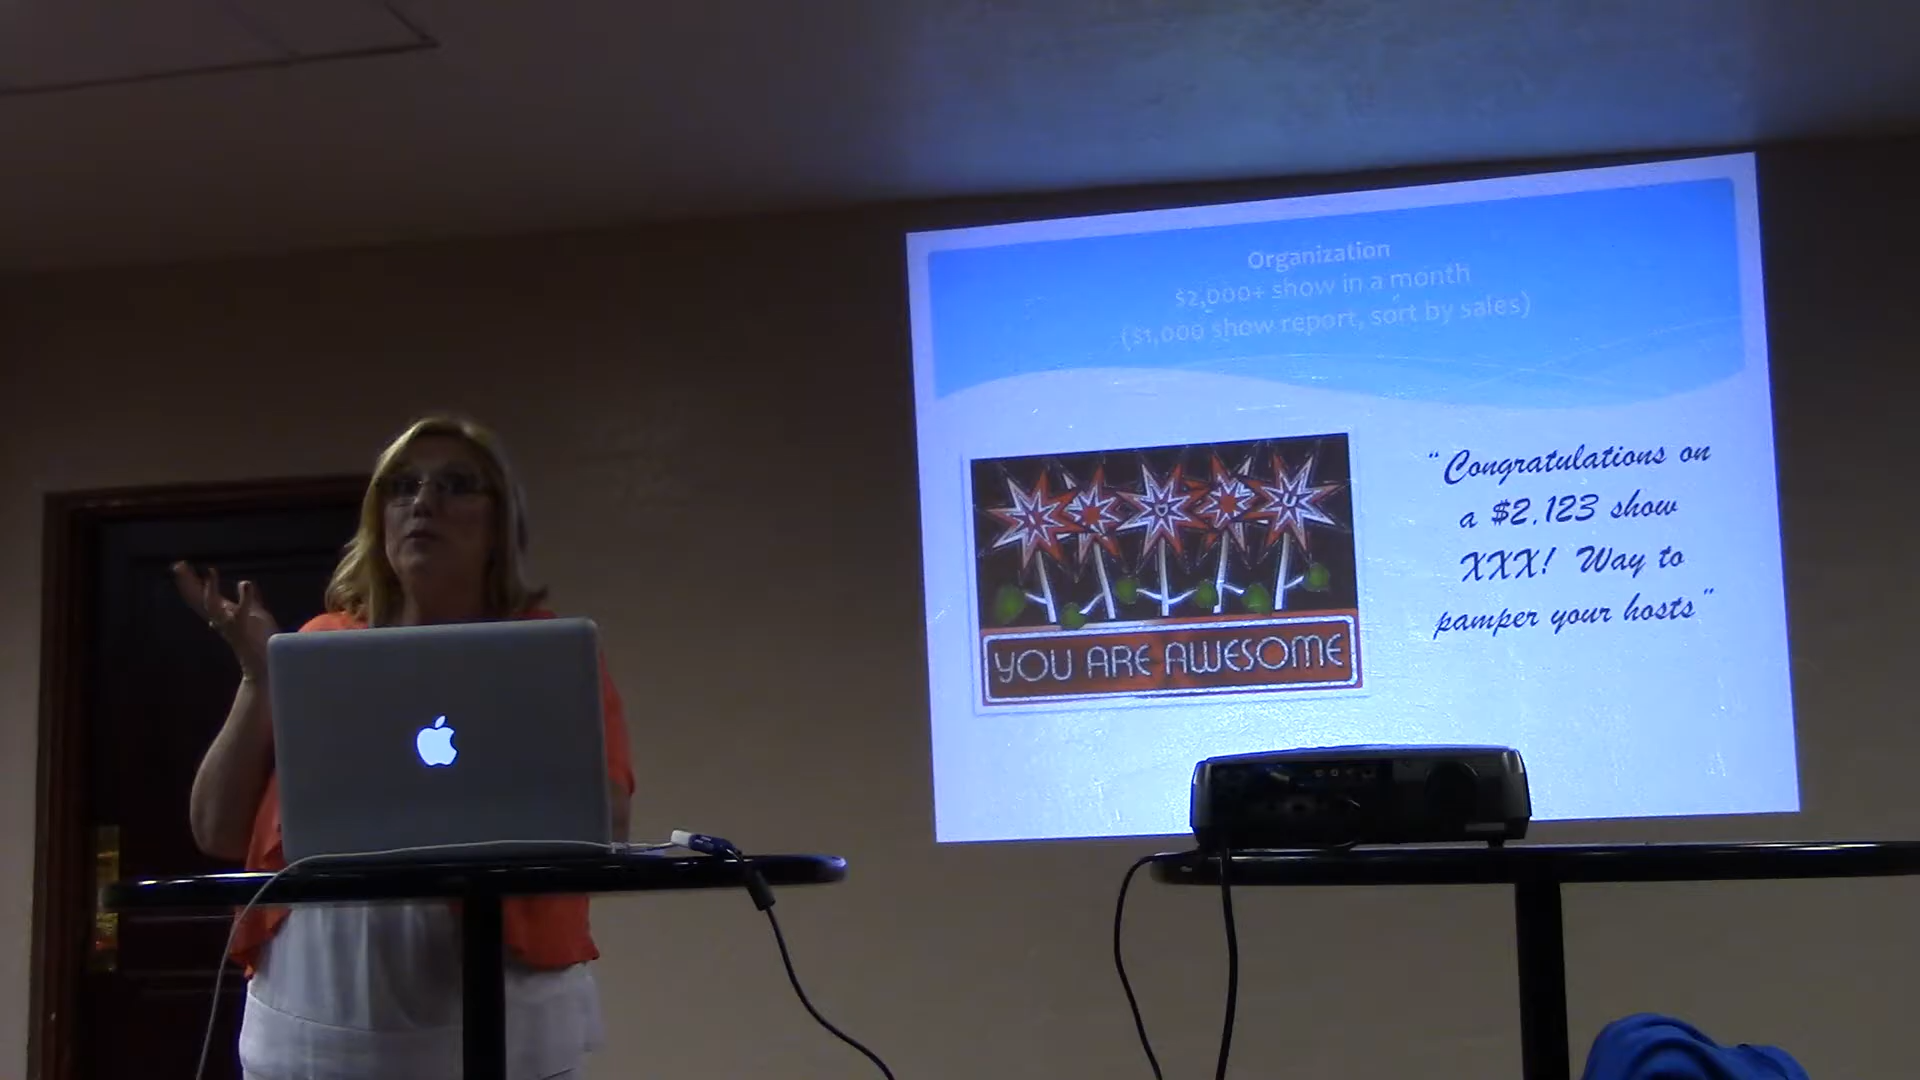 Organization
$2,000+ show in a month
($1,000 show report, sort by sales)
"Congratulations on
a $2,123 show
XXX! Way to
pamper your hosts"
YOU ARE AWESOME